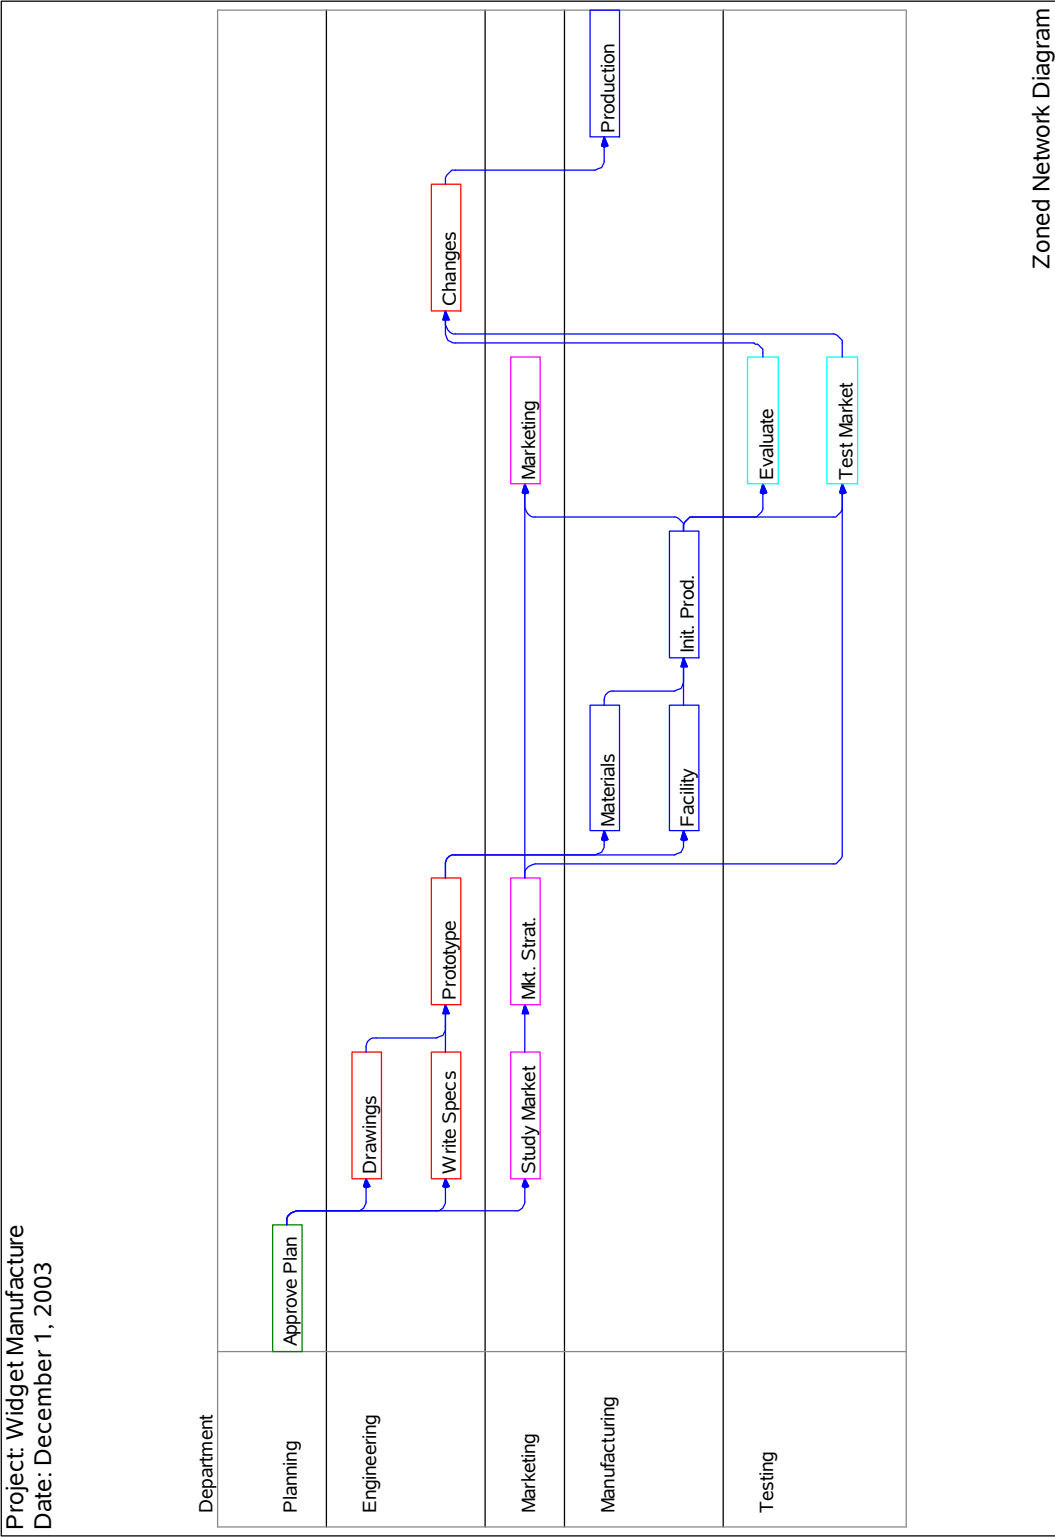 Project: Widget Manufacture
Date: December 1, 2003
Department
Planning
Approve Plan
Engineering
Drawings
Write Specs
Prototype
Changes
Marketing
Study Market
Mkt. Strat.
Marketing
Manufacturing
Materials
Production
Facility
Init. Prod.
Testing
Evaluate
Test Market
Zoned Network Diagram